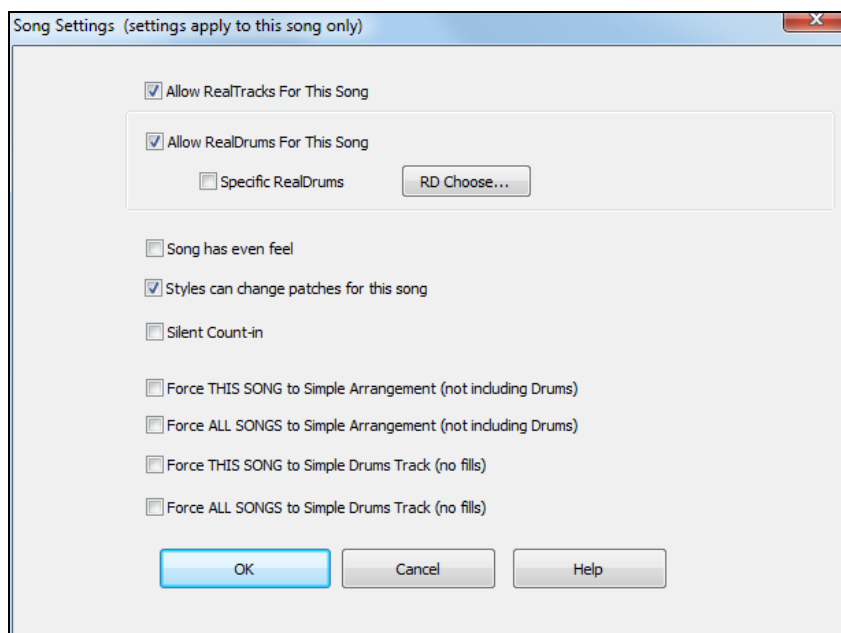 Song Settings (settings apply to this song only)
Allow RealTracks For This Song
Allow RealDrums For This Song
Specific RealDrums
RD Choose...
Song has even feel
Styles can change patches for this song
Silent Count-in
Force THIS SONG to Simple Arrangement (not including Drums)
Force ALL SONGS to Simple Arrangement (not including Drums)
Force THIS SONG to Simple Drums Track (no fills)
Force ALL SONGS to Simple Drums Track (no fills)
OK
Cancel
Help